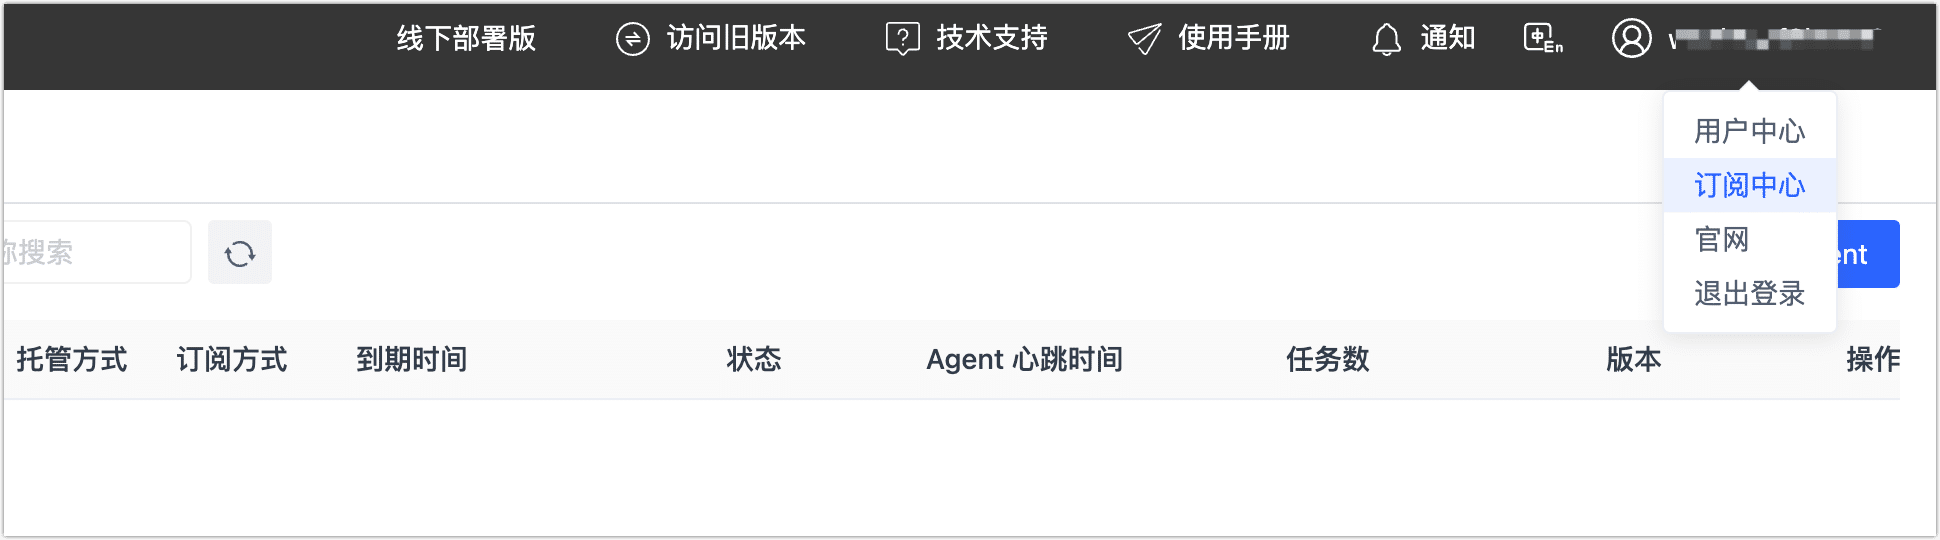 线下部署版 访问旧版本 技术支持 使用手册 通知 中En
用户中心
订阅中心
官网
退出登录
称搜索
ent
托管方式 订阅方式 到期时间 状态 Agent 心跳时间 任务数 版本 操作